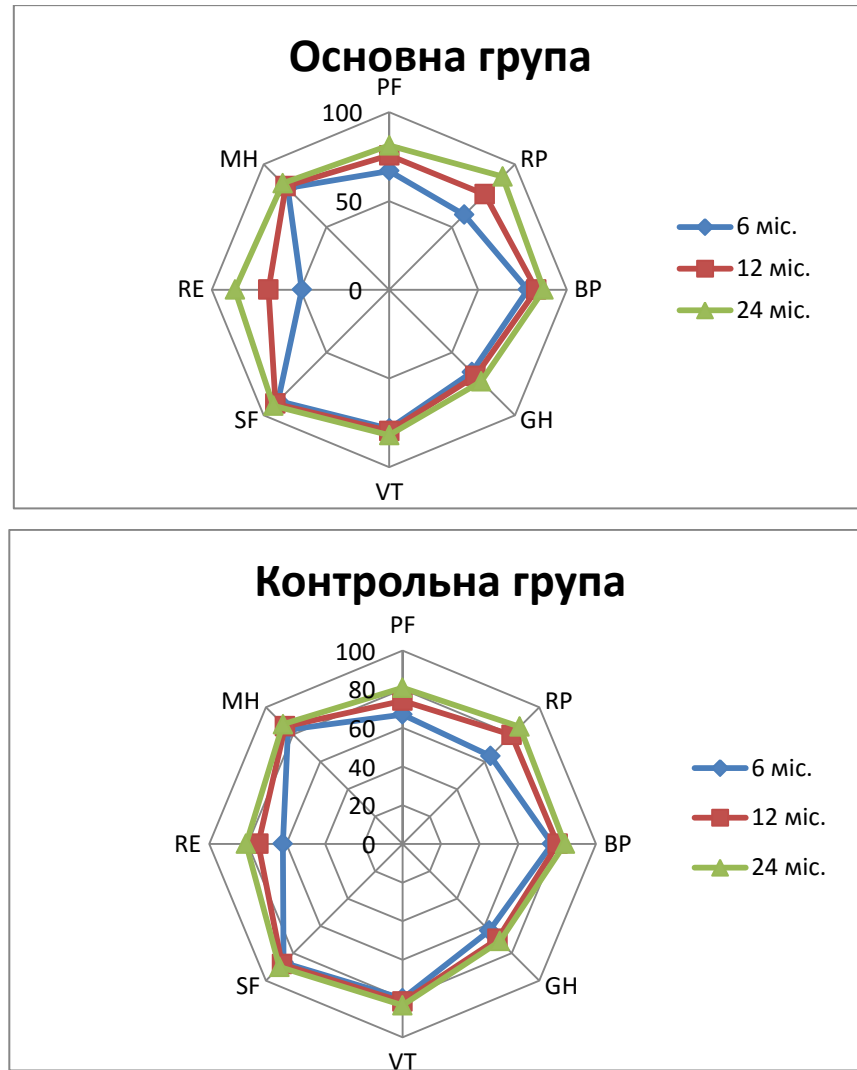 Основна група
PF
100
MH
RP
50
6 міс.
RE
0
BP
12 міс.
24 міс.
SF
GH
VT
Контрольна група
PF
100
MH
80
RP
60
40
6 міс.
20
RE
0
BP
12 міс.
24 міс.
SF
GH
VT